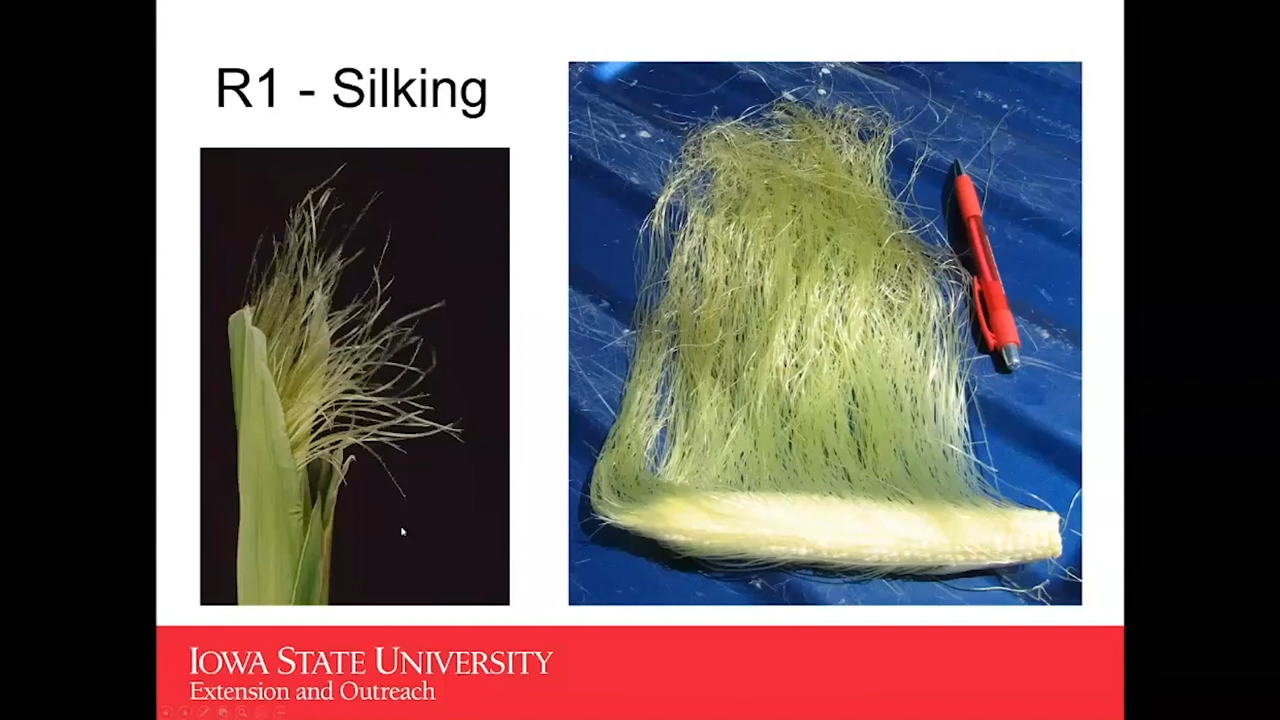 R1 - Silking
IOWA STATE UNIVERSITY
Extension and Outreach